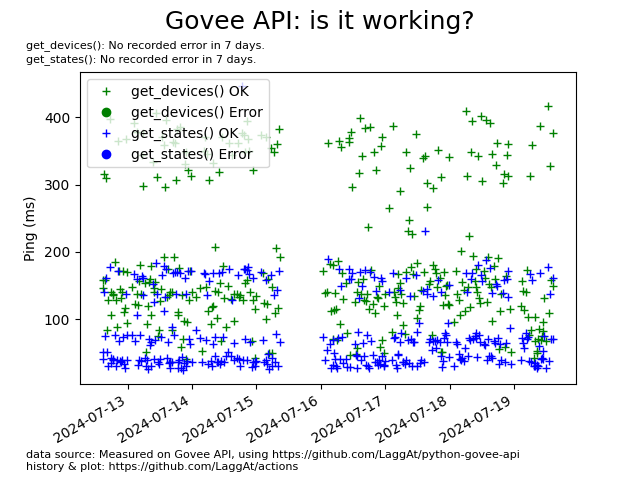 Govee API: is it working?
get_devices(): No recorded error in 7 days.
get_states(): No recorded error in 7 days.
get_devices() OK
get_devices() Error
get_states() OK
get_states() Error
Ping (ms)
400
300
200
100
2024-07-13
2024-07-14
2024-07-15
2024-07-16
2024-07-17
2024-07-18
2024-07-19
data source: Measured on Govee API, using https://github.com/LaggAt/python-govee-api
history & plot: https://github.com/LaggAt/actions